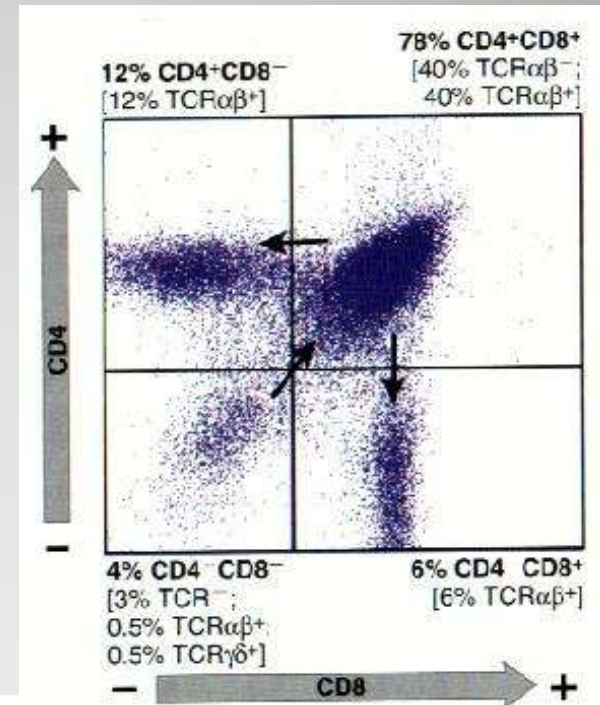 78% CD4⁺CD8⁺
[40% TCRαβ⁻;
40% TCRαβ⁺]
12% CD4⁺CD8⁻
[12% TCRαβ⁺]
+
CD4
−
4% CD4 CD8⁻
[3% TCR⁻;
0.5% TCRαβ⁺;
0.5% TCRγδ⁺]
6% CD4 CD8⁺
[6% TCRαβ⁺]
− CD8 +